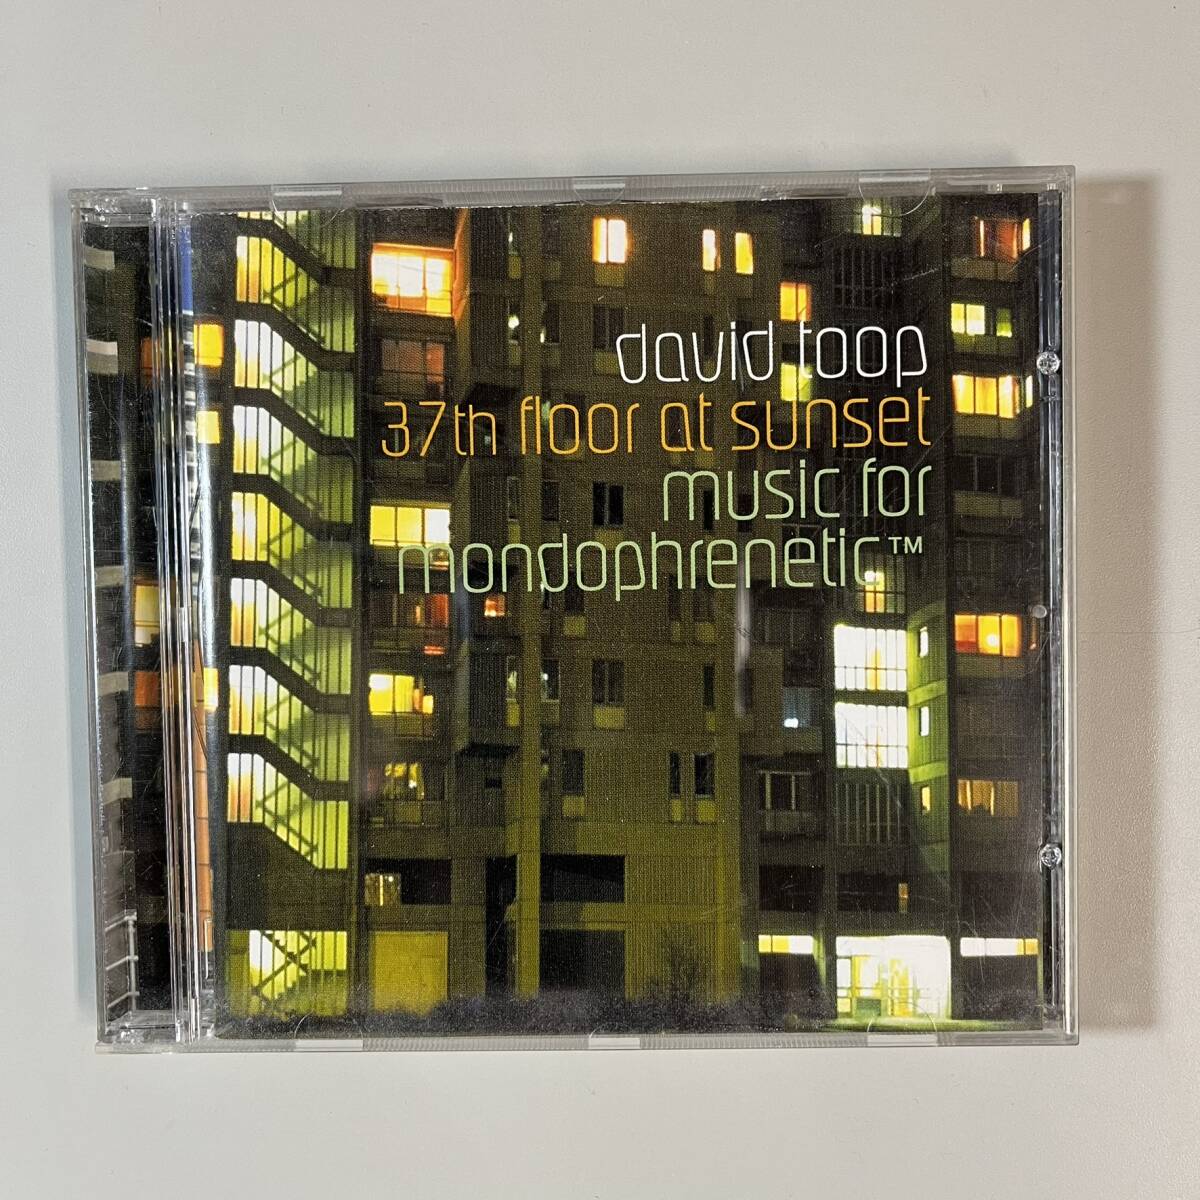 david toop
37th floor at sunset
music for
mondophrenetic™